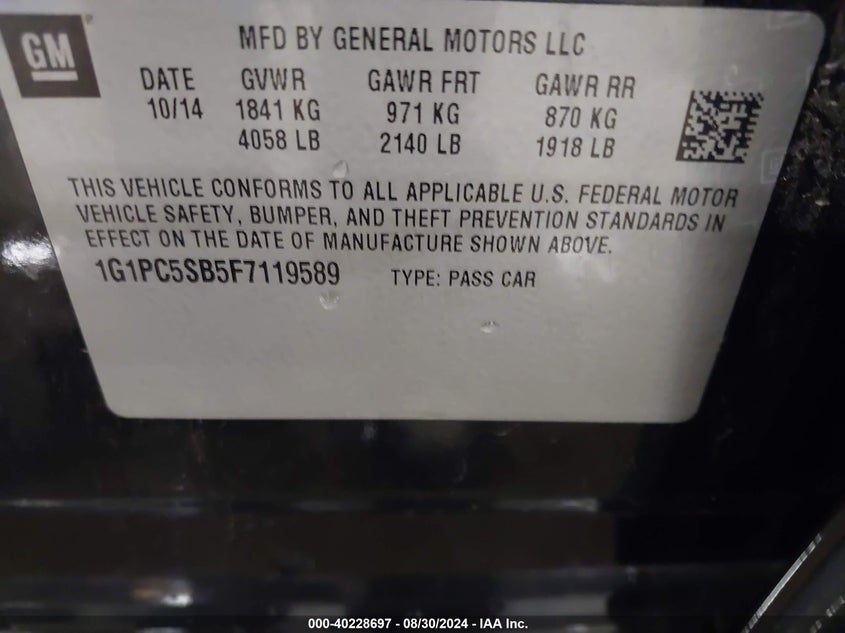 GM
MFD BY GENERAL MOTORS LLC
DATE GVWR GAWR FRT GAWR RR
10/14 1841 KG 971 KG 870 KG
4058 LB 2140 LB 1918 LB
THIS VEHICLE CONFORMS TO ALL APPLICABLE U.S. FEDERAL MOTOR
VEHICLE SAFETY, BUMPER, AND THEFT PREVENTION STANDARDS IN
EFFECT ON THE DATE OF MANUFACTURE SHOWN ABOVE.
1G1PC5SB5F7119589 TYPE: PASS CAR
000-40228697 - 08/30/2024 - IAA Inc.